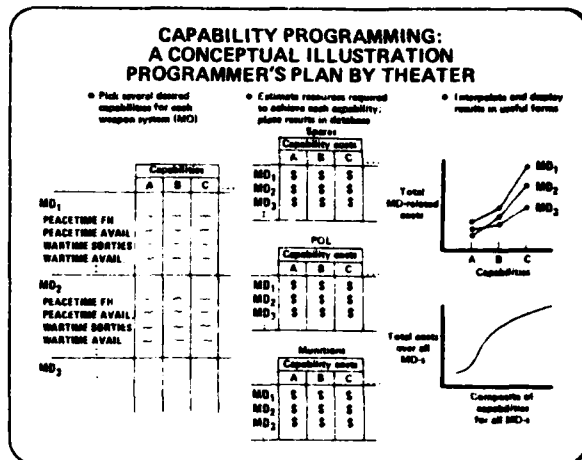 CAPABILITY PROGRAMMING:
A CONCEPTUAL ILLUSTRATION
PROGRAMMER'S PLAN BY THEATER
• Pick several desired
capabilities for each
weapon system (MD)
Capabilities
A B C
MD1
PEACETIME FH
PEACETIME AVAIL
WARTIME SORTIES
WARTIME AVAIL
MD2
PEACETIME FH
PEACETIME AVAIL
WARTIME SORTIES
WARTIME AVAIL
MD3
• Estimate resources required
to achieve each capability;
place results in database
Spares
Capability costs
A B C
MD1 $ $ $
MD2 $ $ $
MD3 $ $ $
POL
Capability costs
A B C
MD1 $ $ $
MD2 $ $ $
MD3 $ $ $
Munitions
Capability costs
A B C
MD1 $ $ $
MD2 $ $ $
MD3 $ $ $
• Interpolate and display
results in useful forms
Total
MD-related
costs
MD1
MD2
MD3
A B C
Capabilities
Total costs
over all
MD-s
Composite of
capabilities
for all MD-s